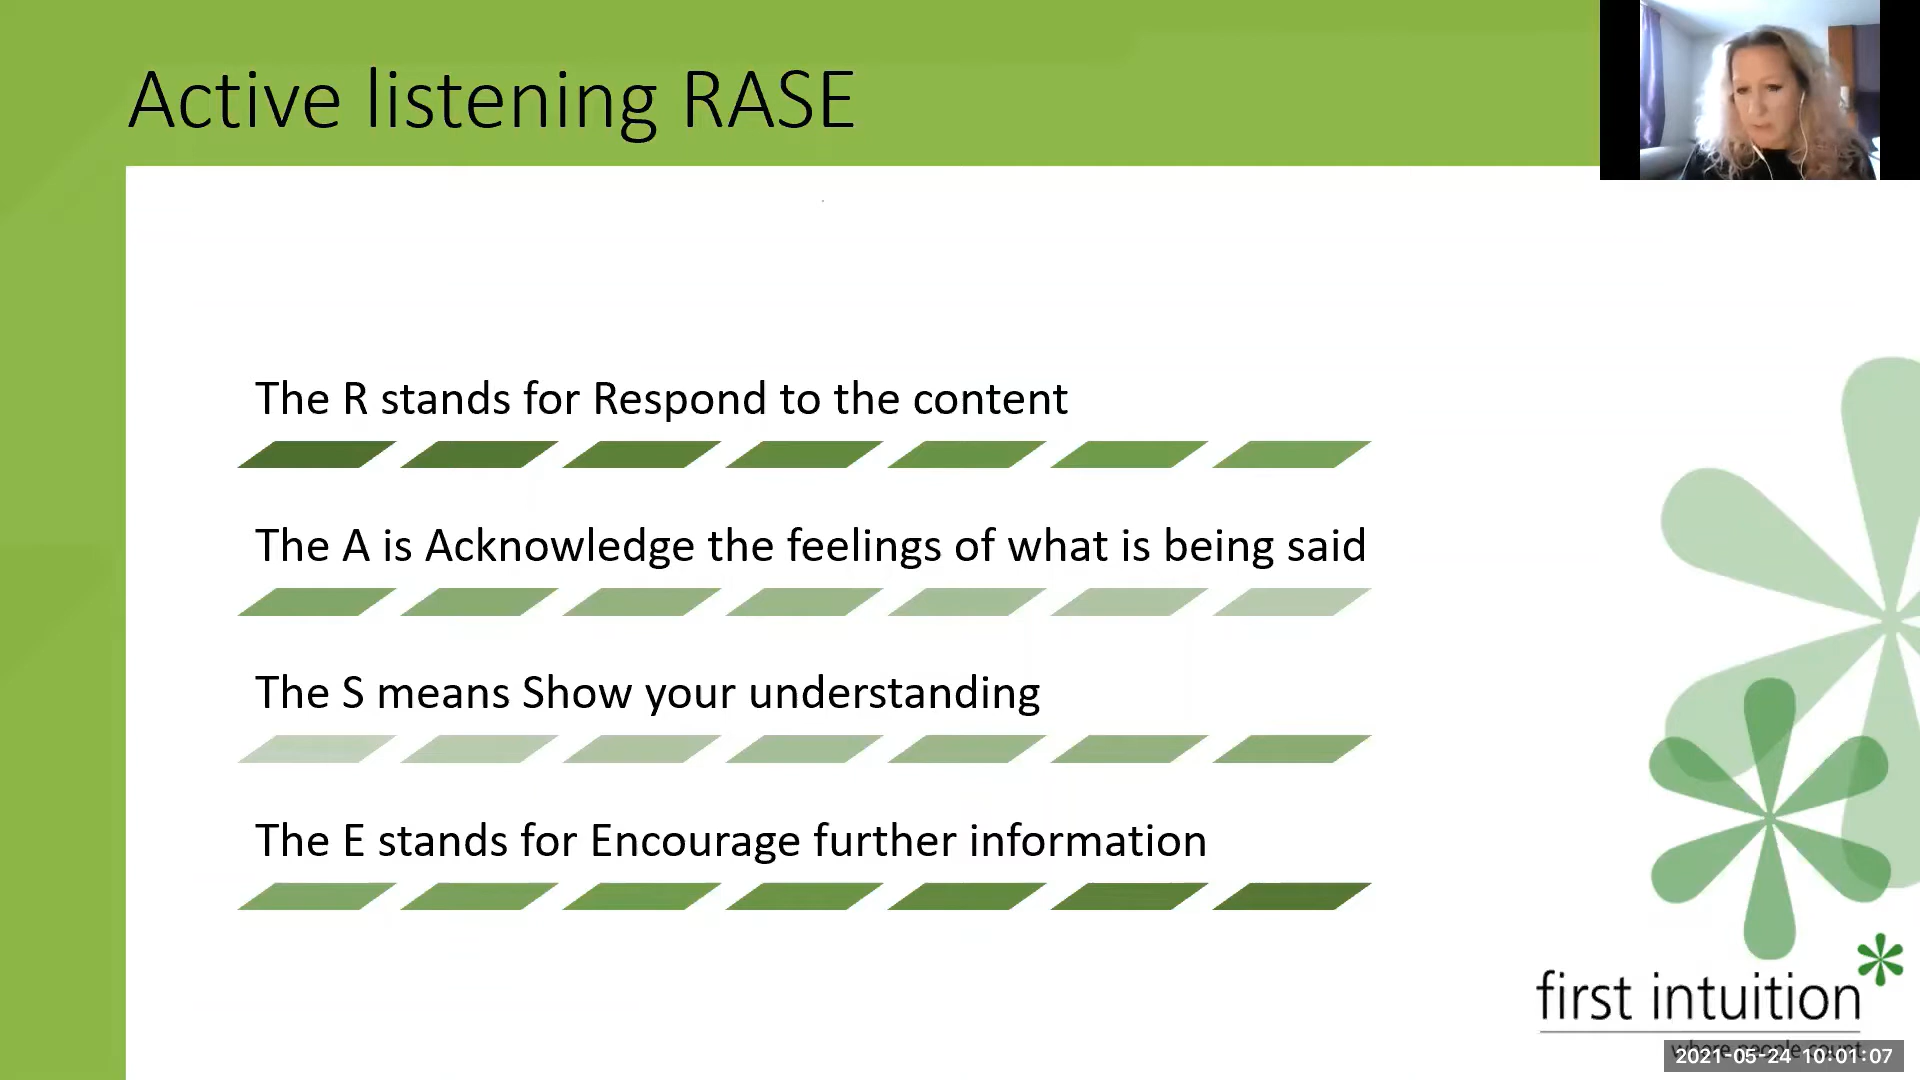 Active listening RASE
The R stands for Respond to the content
The A is Acknowledge the feelings of what is being said
The S means Show your understanding
The E stands for Encourage further information
first intuition
2021-05-24 10:01:07